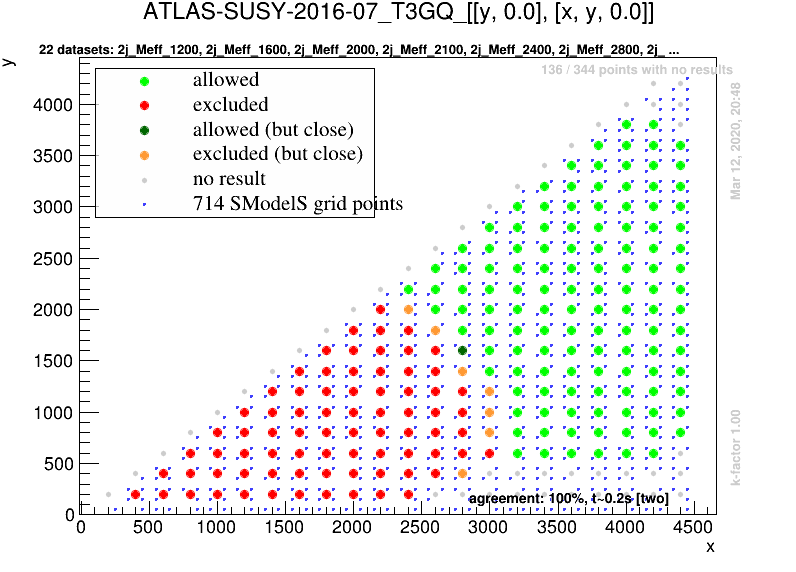 ATLAS-SUSY-2016-07_T3GQ_[[y, 0.0], [x, y, 0.0]]
22 datasets: 2j_Meff_1200, 2j_Meff_1600, 2j_Meff_2000, 2j_Meff_2100, 2j_Meff_2400, 2j_Meff_2800, 2j_ ...
y
136 / 344 points with no results
allowed
excluded
allowed (but close)
excluded (but close)
no result
714 SModelS grid points
Mar 12, 2020, 20:48
k-factor 1.00
4000
3500
3000
2500
2000
1500
1000
500
0
agreement: 100%, t~0.2s [two]
0 500 1000 1500 2000 2500 3000 3500 4000 4500
x